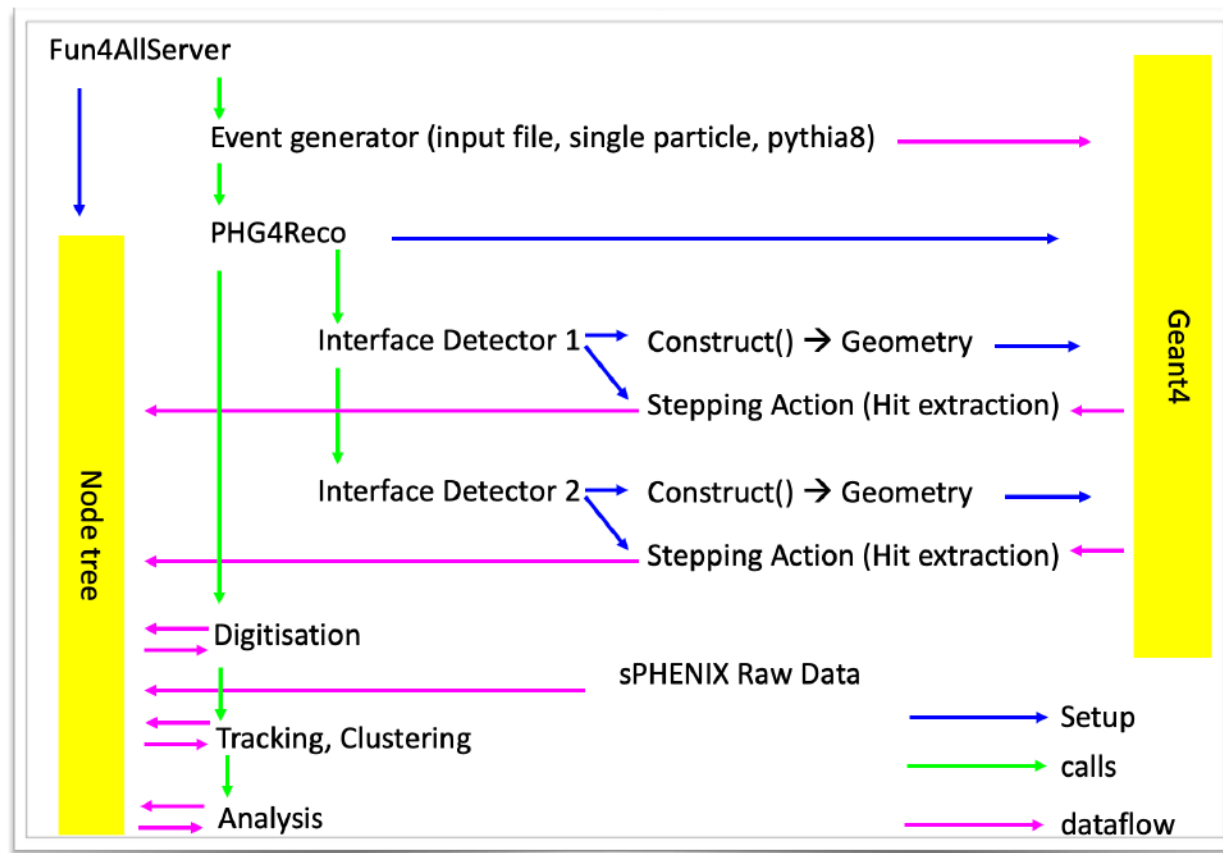 Fun4AllServer
Event generator (input file, single particle, pythia8)
PHG4Reco
Interface Detector 1
Construct() → Geometry
Stepping Action (Hit extraction)
Interface Detector 2
Construct() → Geometry
Stepping Action (Hit extraction)
Node tree
Geant4
Digitisation
sPHENIX Raw Data
Tracking, Clustering
Analysis
Setup
calls
dataflow